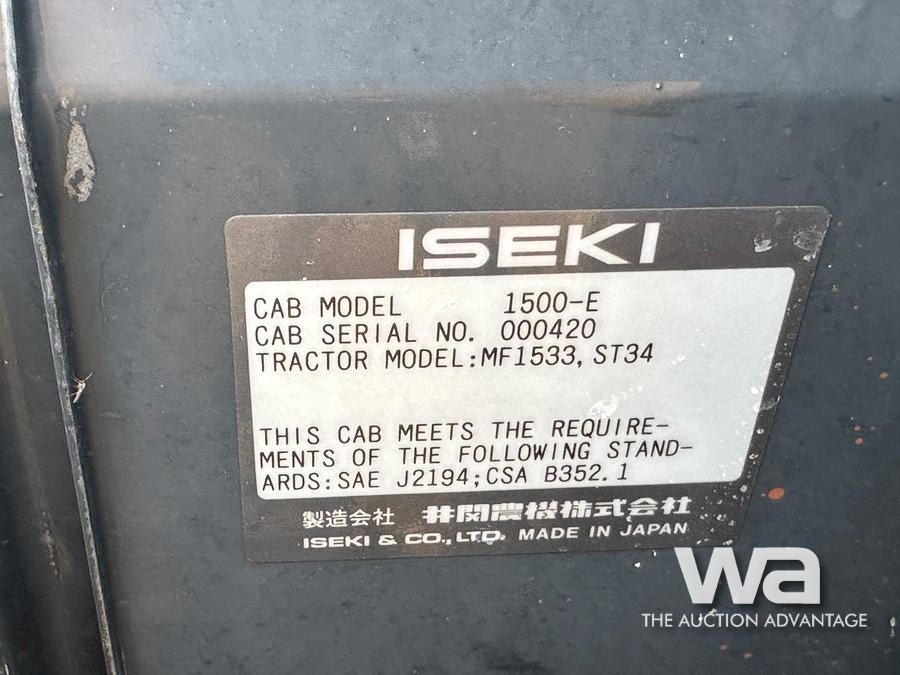 ISEKI
CAB MODEL 1500-E
CAB SERIAL NO. 000420
TRACTOR MODEL:MF1533,ST34
THIS CAB MEETS THE REQUIRE-
MENTS OF THE FOLLOWING STAND-
ARDS:SAE J2194;CSA B352.1
製造会社 井関農機株式会社
ISEKI & CO., LTD. MADE IN JAPAN
wa
THE AUCTION ADVANTAGE